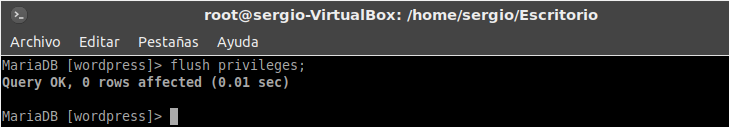 root@sergio-VirtualBox: /home/sergio/Escritorio
Archivo Editar Pestañas Ayuda
MariaDB [wordpress]> flush privileges;
Query OK, 0 rows affected (0.01 sec)
MariaDB [wordpress]>